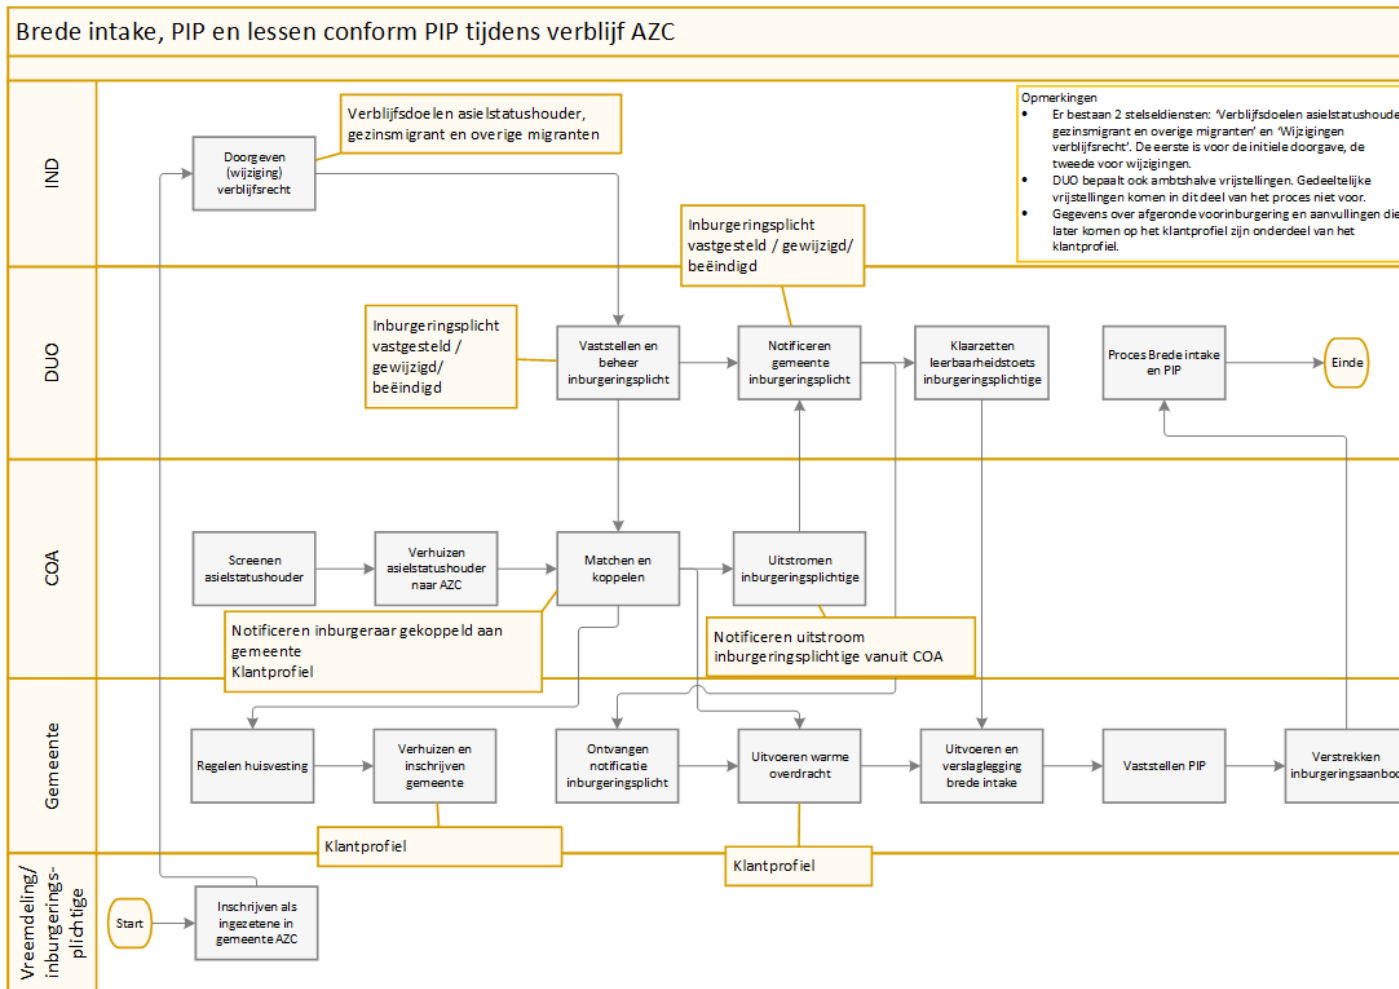 Brede intake, PIP en lessen conform PIP tijdens verblijf AZC
IND
Doorgeven
(wijziging)
verblijfsrecht
Verblijfsdoelen asielstatushouder,
gezinsmigrant en overige migranten
Opmerkingen
• Er bestaan 2 stelseldiensten: ‘Verblijfsdoelen asielstatushoude
gezinsmigrant en overige migranten’ en ‘Wijzigingen
verblijfsrecht’. De eerste is voor de initiele doorgave, de
tweede voor wijzigingen.
• DUO bepaalt ook ambtshalve vrijstellingen. Gedeeltelijke
vrijstellingen komen in dit deel van het proces niet voor.
• Gegevens over afgeronde voorinburgering en aanvullingen die
later komen op het klantprofiel zijn onderdeel van het
klantprofiel.
Inburgeringsplicht
vastgesteld / gewijzigd/
beëindigd
DUO
Inburgeringsplicht
vastgesteld /
gewijzigd/
beëindigd
Vaststellen en
beheer
inburgeringsplicht
Notificeren
gemeente
inburgeringsplicht
Klaarzetten
leerbaarheidstoets
inburgeringsplichtige
Proces Brede intake
en PIP
Einde
COA
Screenen
asielstatushouder
Verhuizen
asielstatushouder
naar AZC
Matchen en
koppelen
Uitstromen
inburgeringsplichtige
Notificeren inburgeraar gekoppeld aan
gemeente
Klantprofiel
Notificeren uitstroom
inburgeringsplichtige vanuit COA
Gemeente
Regelen huisvesting
Verhuizen en
inschrijven
gemeente
Ontvangen
notificatie
inburgeringsplicht
Uitvoeren warme
overdracht
Uitvoeren en
verslaglegging
brede intake
Vaststellen PIP
Verstrekken
inburgeringsaanbod
Klantprofiel
Klantprofiel
Vreemdeling/
inburgerings-
plichtige
Start
Inschrijven als
ingezetene in
gemeente AZC